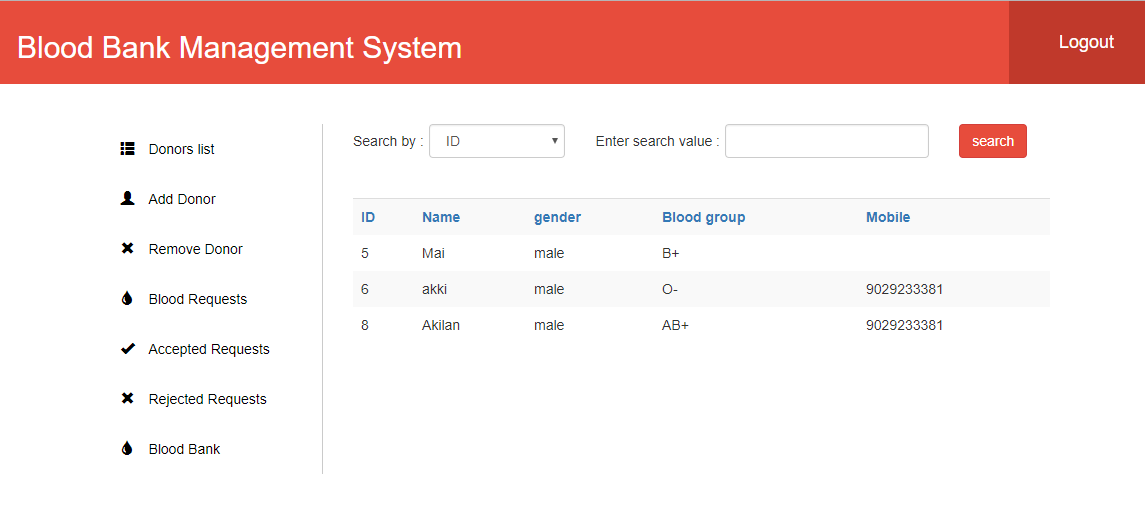 Blood Bank Management System
Logout
Donors list
Add Donor
Remove Donor
Blood Requests
Accepted Requests
Rejected Requests
Blood Bank
Search by : ID Enter search value : search
ID Name gender Blood group Mobile
5 Mai male B+
6 akki male O- 9029233381
8 Akilan male AB+ 9029233381